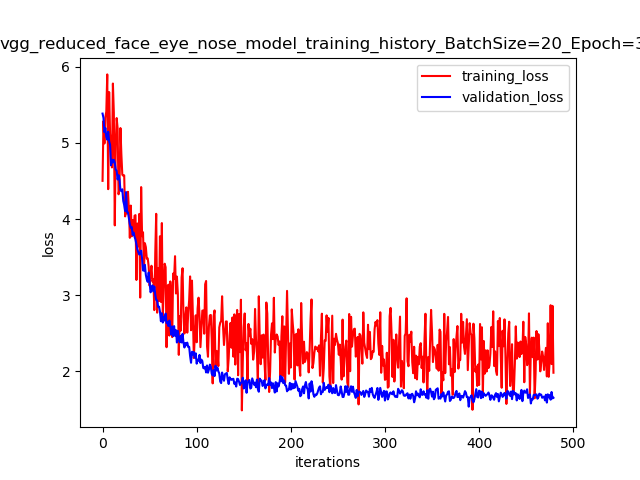 vgg_reduced_face_eye_nose_model_training_history_BatchSize=20_Epoch=3
training_loss
validation_loss
6
5
4
3
2
loss
0 100 200 300 400 500
iterations